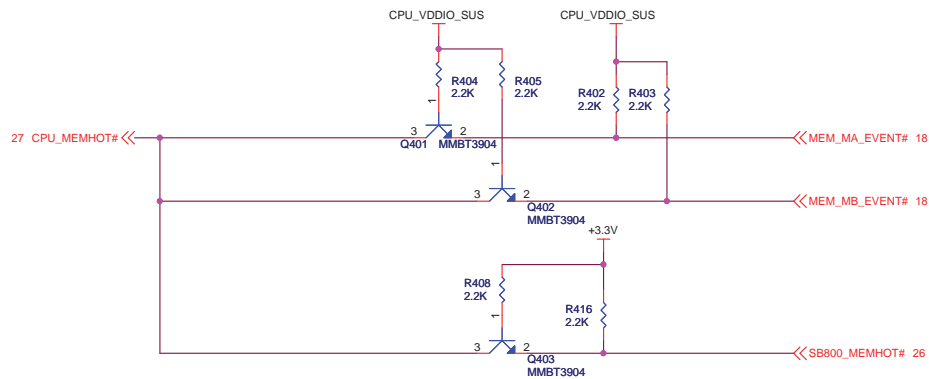 CPU_VDDIO_SUS CPU_VDDIO_SUS
R404 2.2K
R405 2.2K
R402 2.2K
R403 2.2K
1
27 CPU_MEMHOT#
3 2
Q401 MMBT3904
MEM_MA_EVENT# 18
1
3 2
Q402
MMBT3904
MEM_MB_EVENT# 18
+3.3V
R408
2.2K
R416
2.2K
1
3 2
Q403
MMBT3904
SB800_MEMHOT# 26